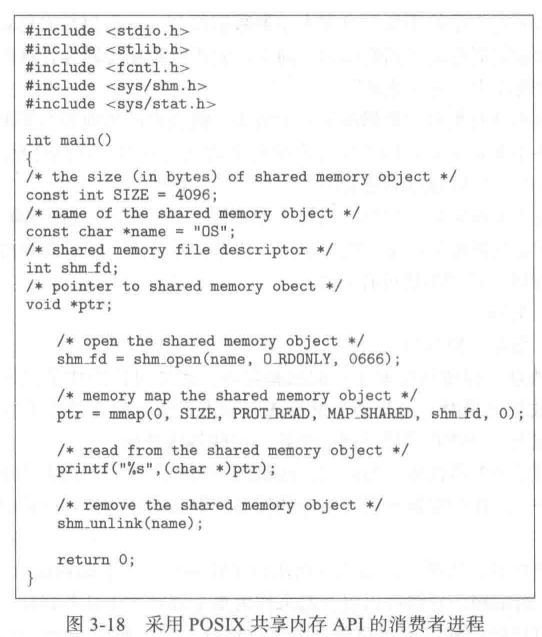 #include <stdio.h>
#include <stlib.h>
#include <fcntl.h>
#include <sys/shm.h>
#include <sys/stat.h>
int main()
{
/* the size (in bytes) of shared memory object */
const int SIZE = 4096;
/* name of the shared memory object */
const char *name = "OS";
/* shared memory file descriptor */
int shm_fd;
/* pointer to shared memory obect */
void *ptr;
/* open the shared memory object */
shm_fd = shm_open(name, O_RDONLY, 0666);
/* memory map the shared memory object */
ptr = mmap(0, SIZE, PROT_READ, MAP_SHARED, shm_fd, 0);
/* read from the shared memory object */
printf("%s",(char *)ptr);
/* remove the shared memory object */
shm_unlink(name);
return 0;
}
图 3-18 采用 POSIX 共享内存 API 的消费者进程